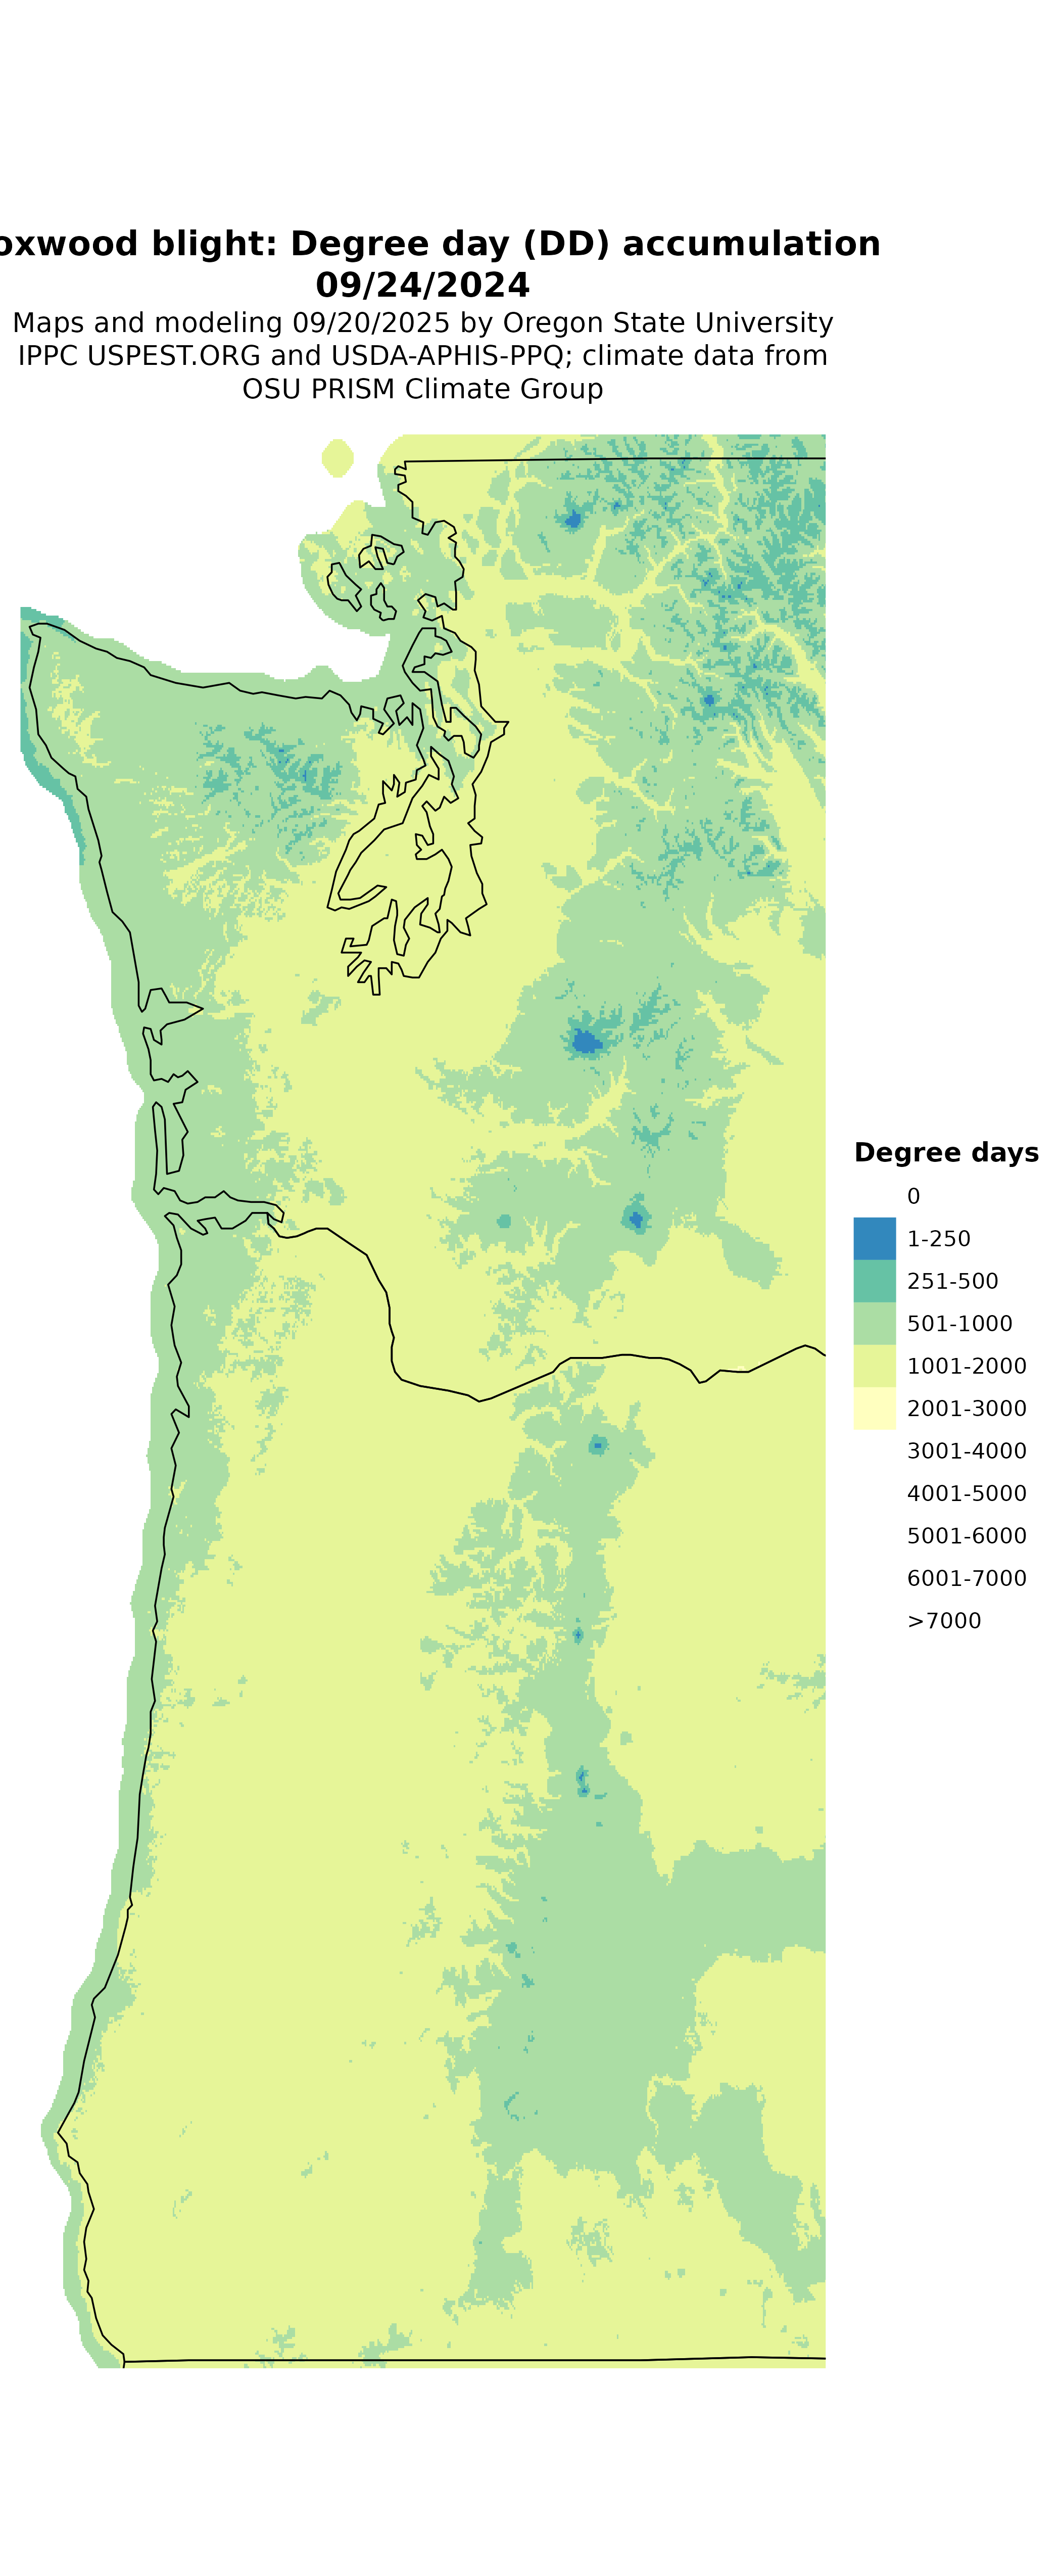 oxwood blight: Degree day (DD) accumulation
09/24/2024
Maps and modeling 09/20/2025 by Oregon State University
IPPC USPEST.ORG and USDA-APHIS-PPQ; climate data from
OSU PRISM Climate Group
Degree days
0
1-250
251-500
501-1000
1001-2000
2001-3000
3001-4000
4001-5000
5001-6000
6001-7000
>7000